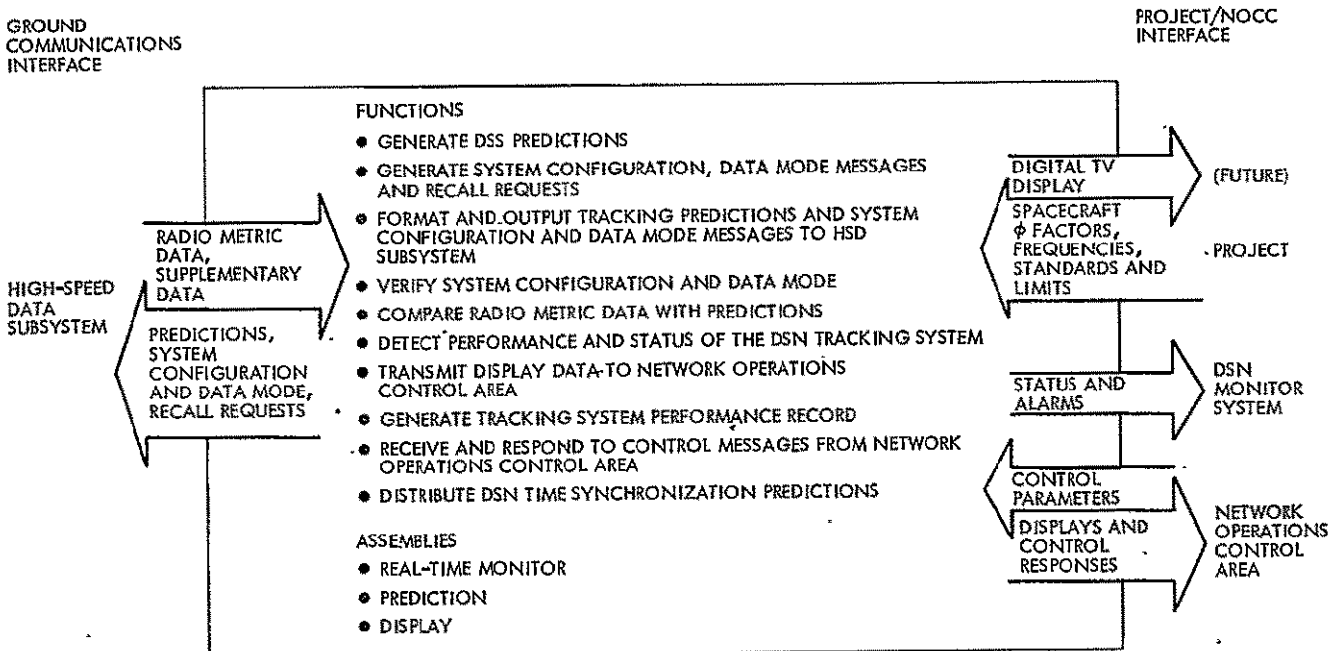 GROUND
COMMUNICATIONS
INTERFACE
PROJECT/NOCC
INTERFACE
HIGH-SPEED
DATA
SUBSYSTEM
RADIO METRIC
DATA,
SUPPLEMENTARY
DATA
PREDICTIONS,
SYSTEM
CONFIGURATION
AND DATA MODE,
RECALL REQUESTS
FUNCTIONS
● GENERATE DSS PREDICTIONS
● GENERATE SYSTEM CONFIGURATION, DATA MODE MESSAGES
AND RECALL REQUESTS
● FORMAT AND OUTPUT TRACKING PREDICTIONS AND SYSTEM
CONFIGURATION AND DATA MODE MESSAGES TO HSD
SUBSYSTEM
● VERIFY SYSTEM CONFIGURATION AND DATA MODE
● COMPARE RADIO METRIC DATA WITH PREDICTIONS
● DETECT PERFORMANCE AND STATUS OF THE DSN TRACKING SYSTEM
● TRANSMIT DISPLAY DATA TO NETWORK OPERATIONS
CONTROL AREA
● GENERATE TRACKING SYSTEM PERFORMANCE RECORD
● RECEIVE AND RESPOND TO CONTROL MESSAGES FROM NETWORK
OPERATIONS CONTROL AREA
● DISTRIBUTE DSN TIME SYNCHRONIZATION PREDICTIONS
ASSEMBLIES
● REAL-TIME MONITOR
● PREDICTION
● DISPLAY
DIGITAL TV
DISPLAY
(FUTURE)
SPACECRAFT
ϕ FACTORS,
FREQUENCIES,
STANDARDS AND
LIMITS
PROJECT
STATUS AND
ALARMS
DSN
MONITOR
SYSTEM
CONTROL
PARAMETERS
DISPLAYS AND
CONTROL
RESPONSES
NETWORK
OPERATIONS
CONTROL
AREA